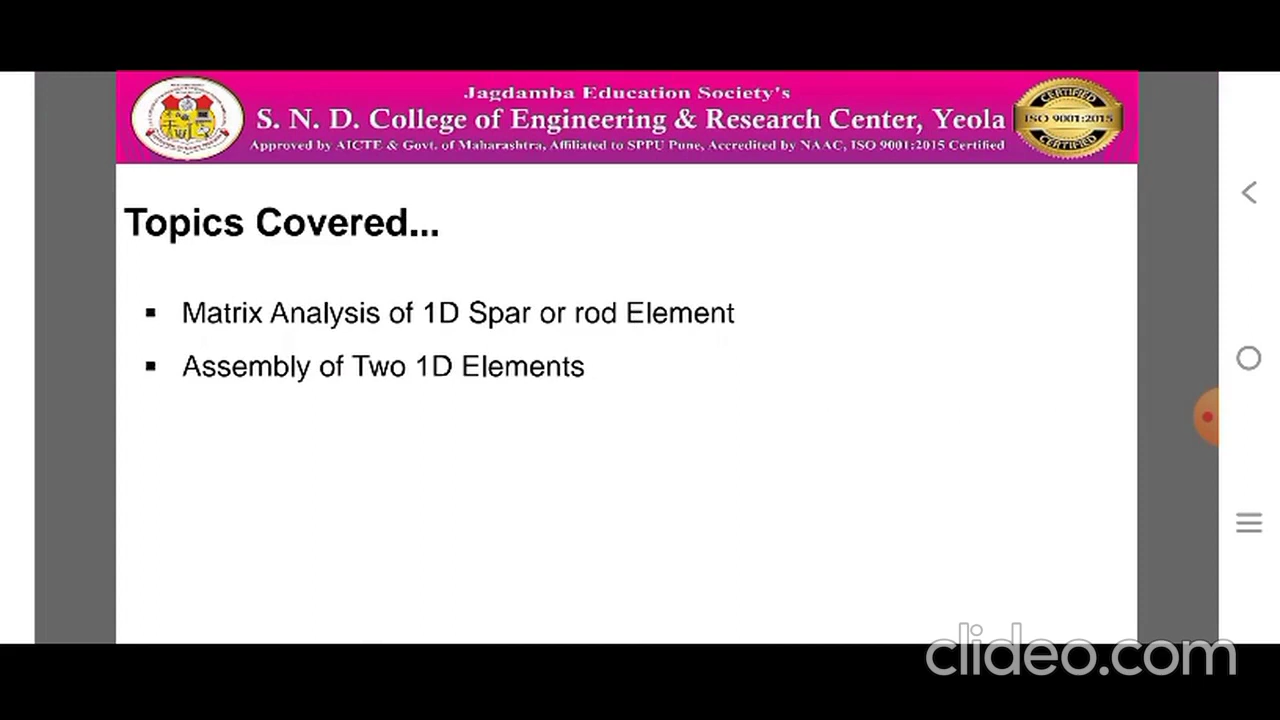 Jagdamba Education Society's
S. N. D. College of Engineering & Research Center, Yeola
Approved by AICTE & Govt. of Maharashtra, Affiliated to SPPU Pune, Accredited by NAAC, ISO 9001:2015 Certified
CERTIFIED
ISO 9001:2015
CERTIFIED
Topics Covered...
▪ Matrix Analysis of 1D Spar or rod Element
▪ Assembly of Two 1D Elements
clideo.com